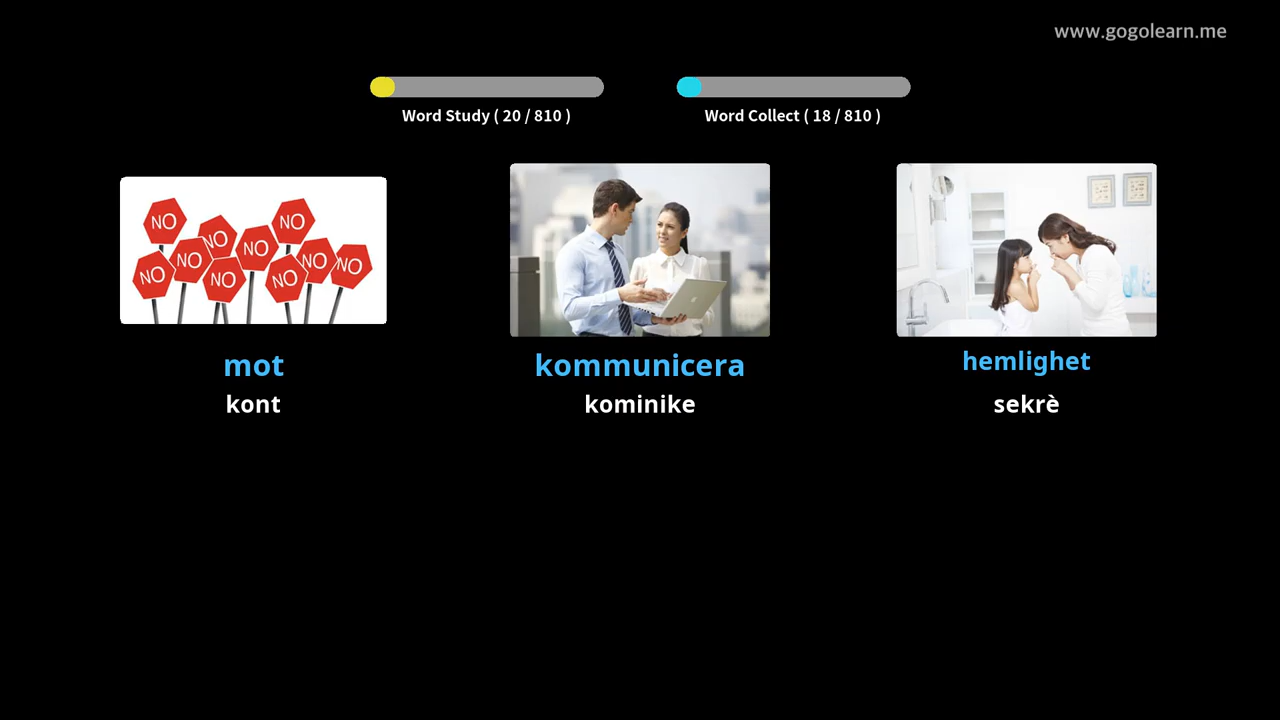 www.gogolearn.me
Word Study ( 20 / 810 )
Word Collect ( 18 / 810 )
NO
NO
NO
NO
NO
NO
NO
NO
NO
NO
mot
kommunicera
hemlighet
kont
kominike
sekrè